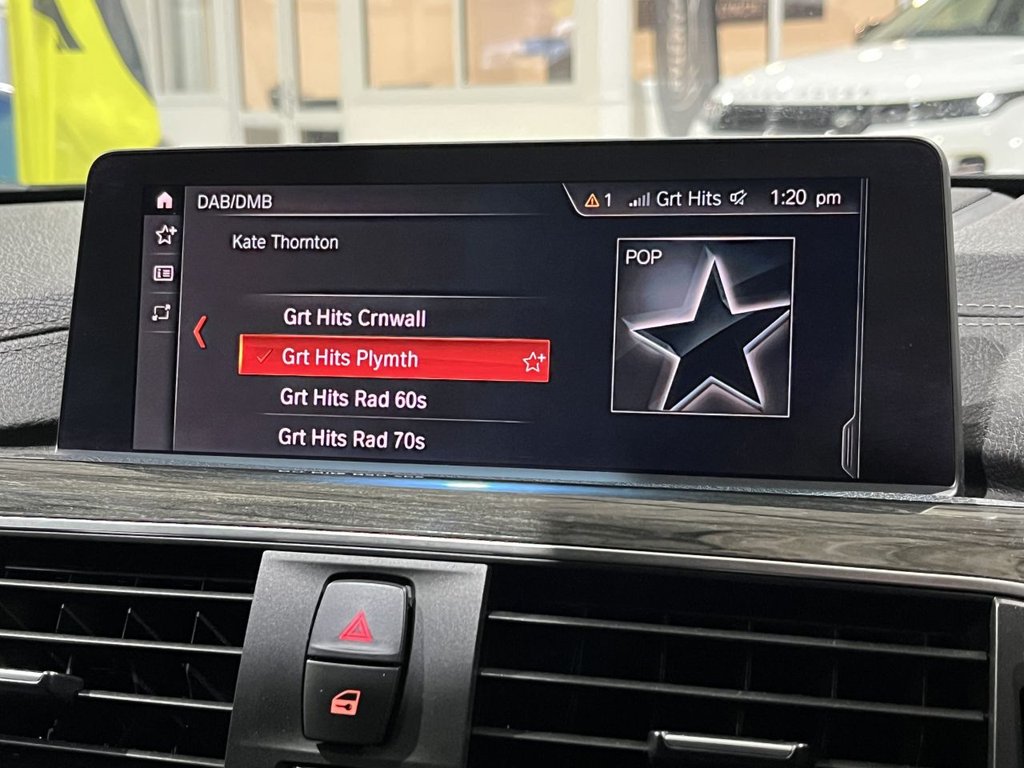 DAB/DMB
1 Grt Hits 1:20 pm
Kate Thornton
POP
Grt Hits Crnwall
Grt Hits Plymth
Grt Hits Rad 60s
Grt Hits Rad 70s